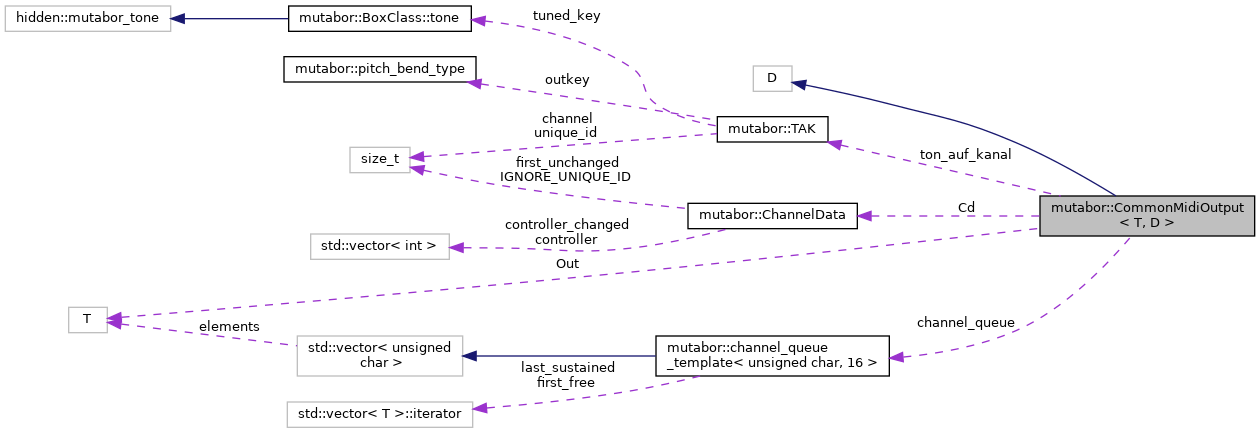 hidden::mutabor_tone
mutabor::BoxClass::tone
tuned_key
mutabor::pitch_bend_type
outkey
D
channel
unique_id
mutabor::TAK
size_t
first_unchanged
IGNORE_UNIQUE_ID
ton_auf_kanal
mutabor::ChannelData
Cd
mutabor::CommonMidiOutput
< T, D >
controller_changed
controller
std::vector< int >
Out
T
elements
channel_queue
std::vector< unsigned
char >
mutabor::channel_queue
_template< unsigned char, 16 >
last_sustained
first_free
std::vector< T >::iterator